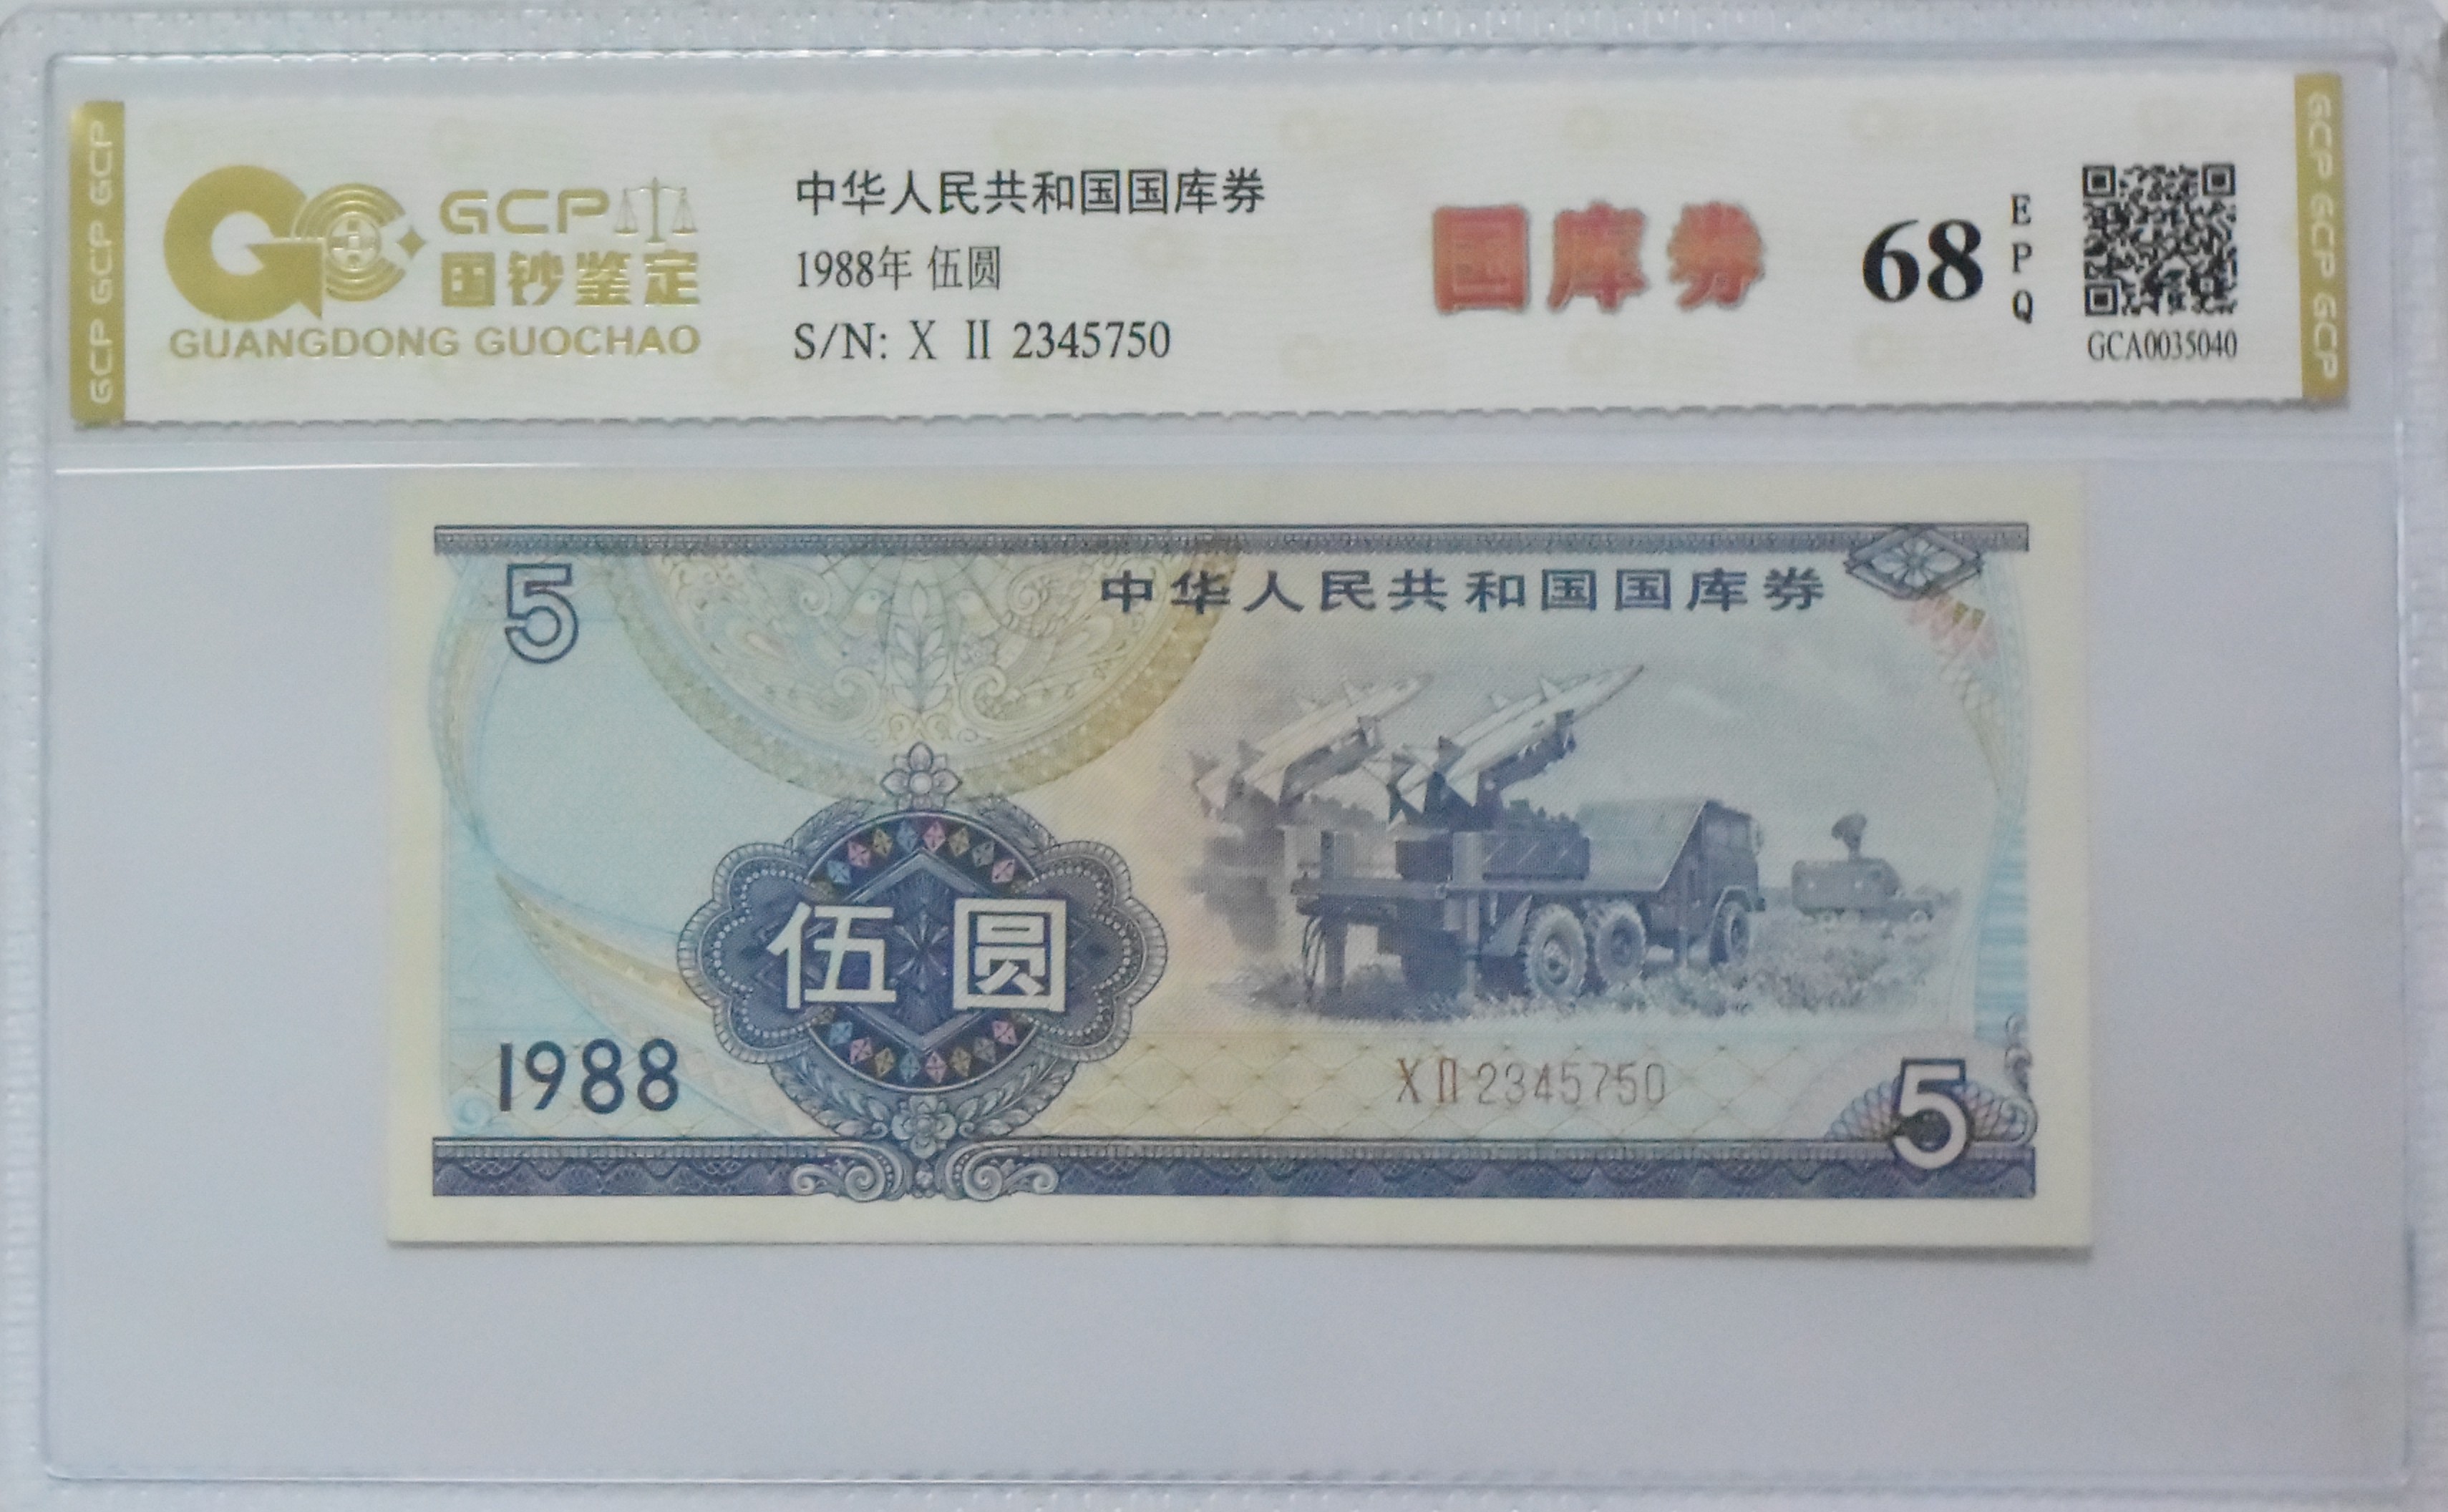 GCP GCP GCP
GCP
国钞鉴定
GUANGDONG GUOCHAO
中华人民共和国国库券
1988年 伍圆
S/N: X Ⅱ 2345750
国库券
68
E
P
Q
GCA0035040
GCP GCP GCP
5
中华人民共和国国库券
伍圆
1988
XⅡ2345750
5